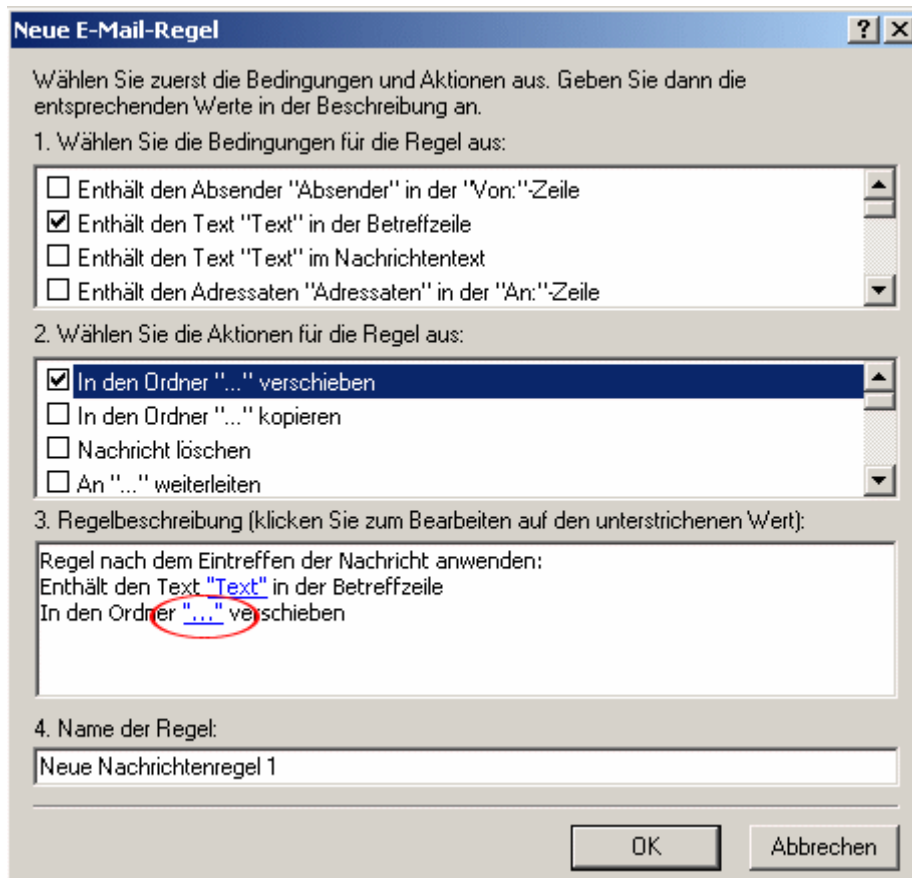 Neue E-Mail-Regel
Wählen Sie zuerst die Bedingungen und Aktionen aus. Geben Sie dann die
entsprechenden Werte in der Beschreibung an.
1. Wählen Sie die Bedingungen für die Regel aus:
Enthält den Absender "Absender" in der "Von:"-Zeile
Enthält den Text "Text" in der Betreffzeile
Enthält den Text "Text" im Nachrichtentext
Enthält den Adressaten "Adressaten" in der "An:"-Zeile
2. Wählen Sie die Aktionen für die Regel aus:
In den Ordner "..." verschieben
In den Ordner "..." kopieren
Nachricht löschen
An "..." weiterleiten
3. Regelbeschreibung (klicken Sie zum Bearbeiten auf den unterstrichenen Wert):
Regel nach dem Eintreffen der Nachricht anwenden:
Enthält den Text "Text" in der Betreffzeile
In den Ordner "..." verschieben
4. Name der Regel:
Neue Nachrichtenregel 1
OK Abbrechen